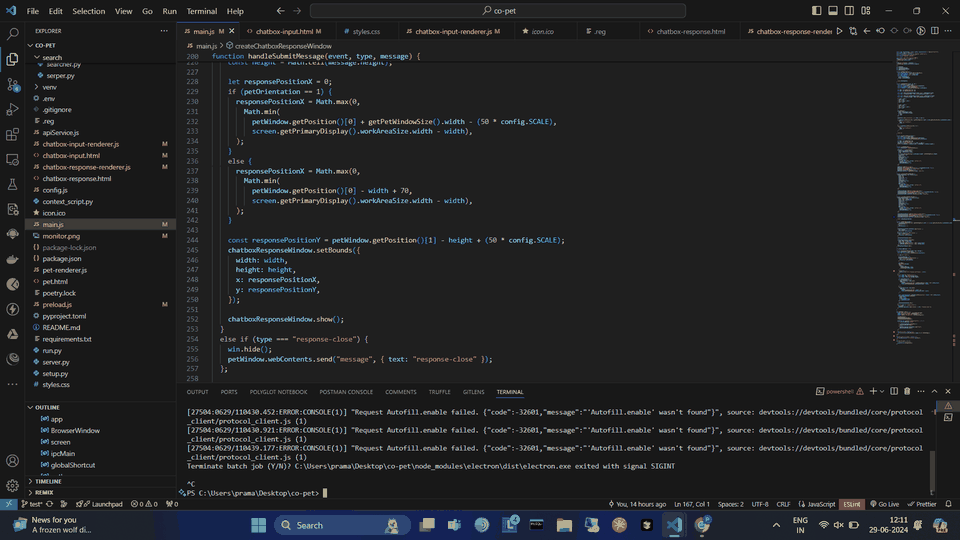 File Edit Selection View Go Run Terminal Help
co-pet
EXPLORER
main.js M
chatbox-input.html M
styles.css
chatbox-input-renderer.js M
icon.ico
.reg
chatbox-response.html
chatbox-response-render
CO-PET
search
searcher.py
serper.py
venv
.env
.gitignore
.reg
apiService.js
chatbox-input-renderer.js M
chatbox-input.html M
chatbox-response-renderer.js M
chatbox-response.html
config.js
context_script.py
icon.ico
main.js M
monitor.png M
package-lock.json
package.json
pet-renderer.js
pet.html
poetry.lock
preload.js M
pyproject.toml
README.md
requirements.txt
run.py
server.py
setup.py
styles.css
OUTLINE
app
BrowserWindow
screen
ipcMain
globalShortcut
TIMELINE
REMIX
main.js > createChatboxResponseWindow
200 function handleSubmitMessage(event, type, message) {
226 const height = Math.ceil(message.height);
227
228 let responsePositionX = 0;
229 if (petOrientation == 1) {
230 responsePositionX = Math.max(0,
231 Math.min(
232 petWindow.getPosition()[0] + getPetWindowSize().width - (50 * config.SCALE),
233 screen.getPrimaryDisplay().workAreaSize.width - width),
234 );
235 }
236 else {
237 responsePositionX = Math.max(0,
238 Math.min(
239 petWindow.getPosition()[0] - width + 70,
240 screen.getPrimaryDisplay().workAreaSize.width - width),
241 );
242 }
243
244 const responsePositionY = petWindow.getPosition()[1] - height + (50 * config.SCALE);
245 chatboxResponseWindow.setBounds({
246 width: width,
247 height: height,
248 x: responsePositionX,
249 y: responsePositionY,
250 });
251
252 chatboxResponseWindow.show();
253 }
254 else if (type === "response-close") {
255 win.hide();
256 petWindow.webContents.send("message", { text: "response-close" });
257 };
258
OUTPUT PORTS POLYGLOT NOTEBOOK POSTMAN CONSOLE COMMENTS TRUFFLE GITLENS TERMINAL
powershell
[27504:0629/110430.452:ERROR:CONSOLE(1)] "Request Autofill.enable failed. {"code":-32601,"message":"'Autofill.enable' wasn't found"}", source: devtools://devtools/bundled/core/protocol
_client/protocol_client.js (1)
[27504:0629/110430.921:ERROR:CONSOLE(1)] "Request Autofill.enable failed. {"code":-32601,"message":"'Autofill.enable' wasn't found"}", source: devtools://devtools/bundled/core/protocol
_client/protocol_client.js (1)
[27504:0629/110439.177:ERROR:CONSOLE(1)] "Request Autofill.enable failed. {"code":-32601,"message":"'Autofill.enable' wasn't found"}", source: devtools://devtools/bundled/core/protocol
_client/protocol_client.js (1)
Terminate batch job (Y/N)? C:\Users\prama\Desktop\co-pet\node_modules\electron\dist\electron.exe exited with signal SIGINT
^C
PS C:\Users\prama\Desktop\co-pet>
test* Launchpad 0 0 0 You, 14 hours ago Ln 167, Col 1 Spaces: 2 UTF-8 CRLF JavaScript ESLint Go Live Prettier
News for you
A frozen wolf di...
Search
ENG
IN
12:11
29-06-2024